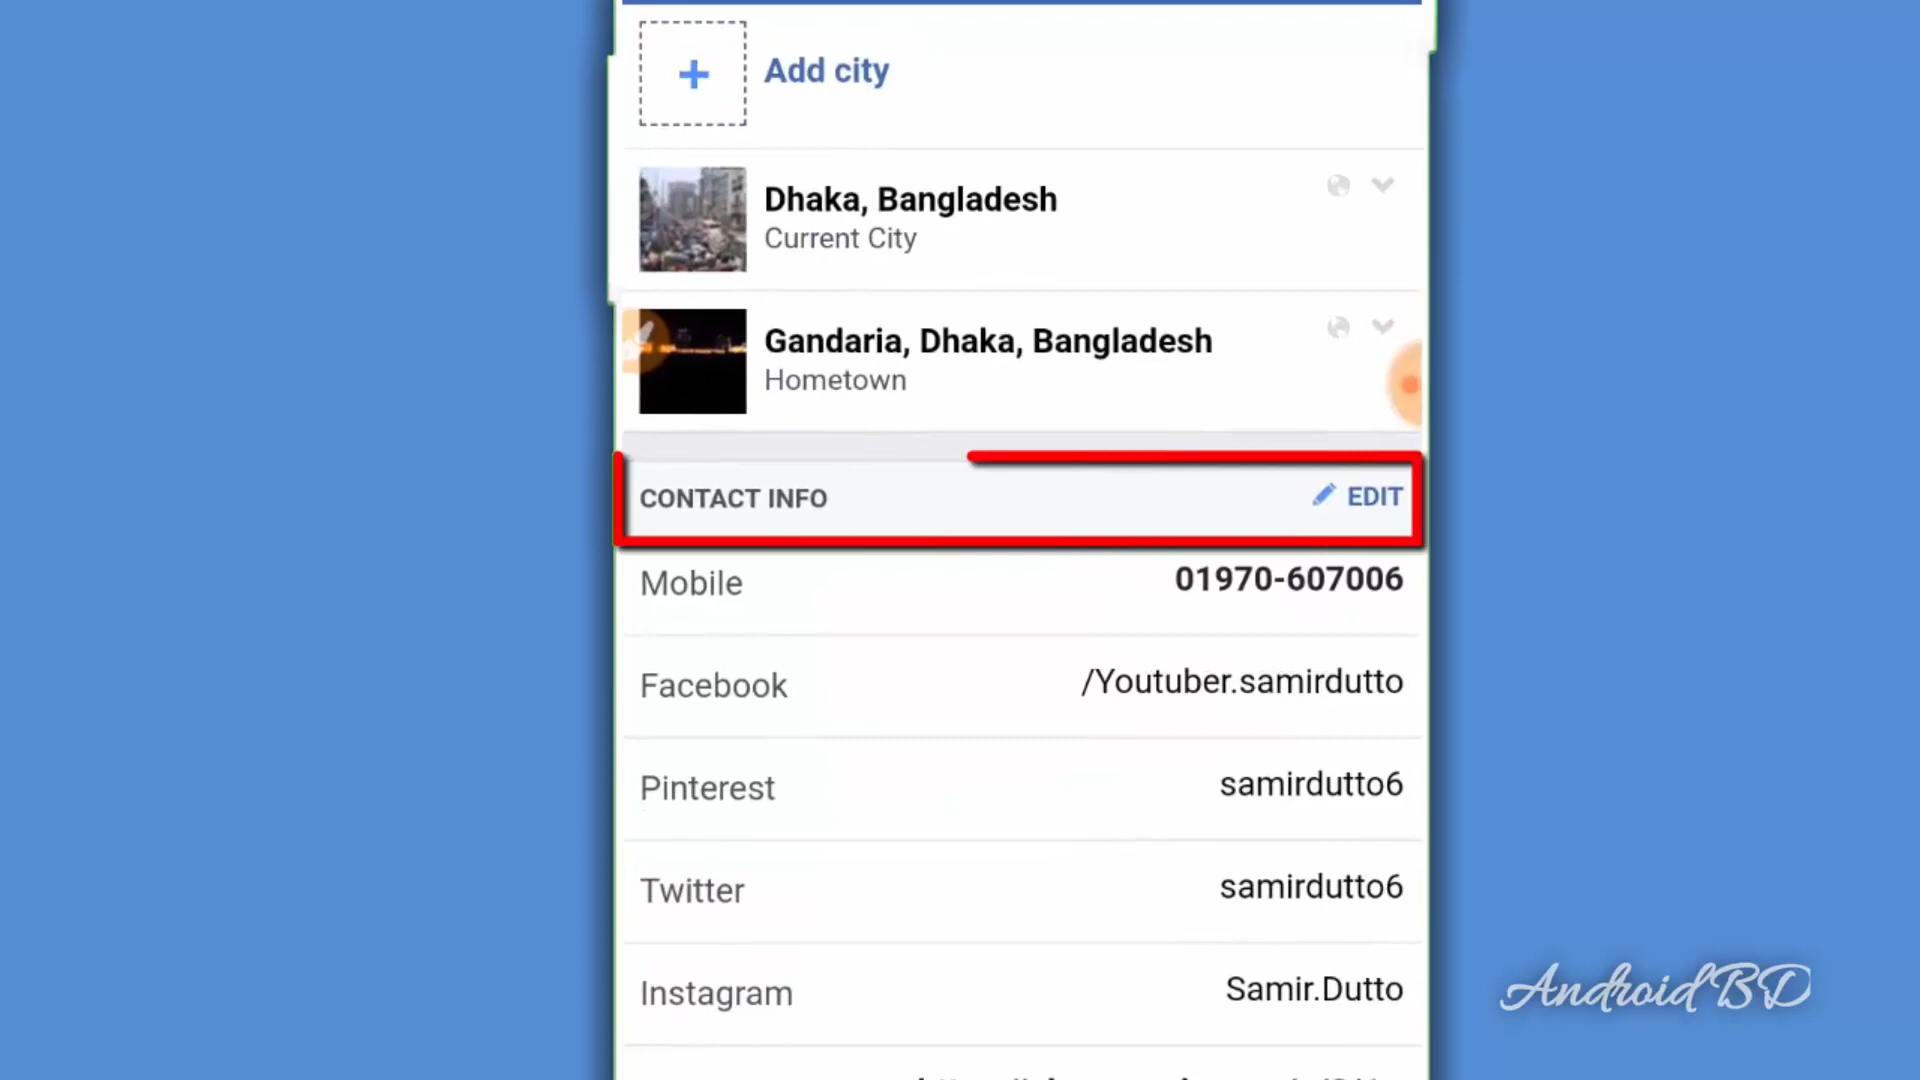 Add city
Dhaka, Bangladesh
Current City
Gandaria, Dhaka, Bangladesh
Hometown
CONTACT INFO
EDIT
Mobile
01970-607006
Facebook
/Youtuber.samirdutto
Pinterest
samirdutto6
Twitter
samirdutto6
Instagram
Samir.Dutto
AndroidBD